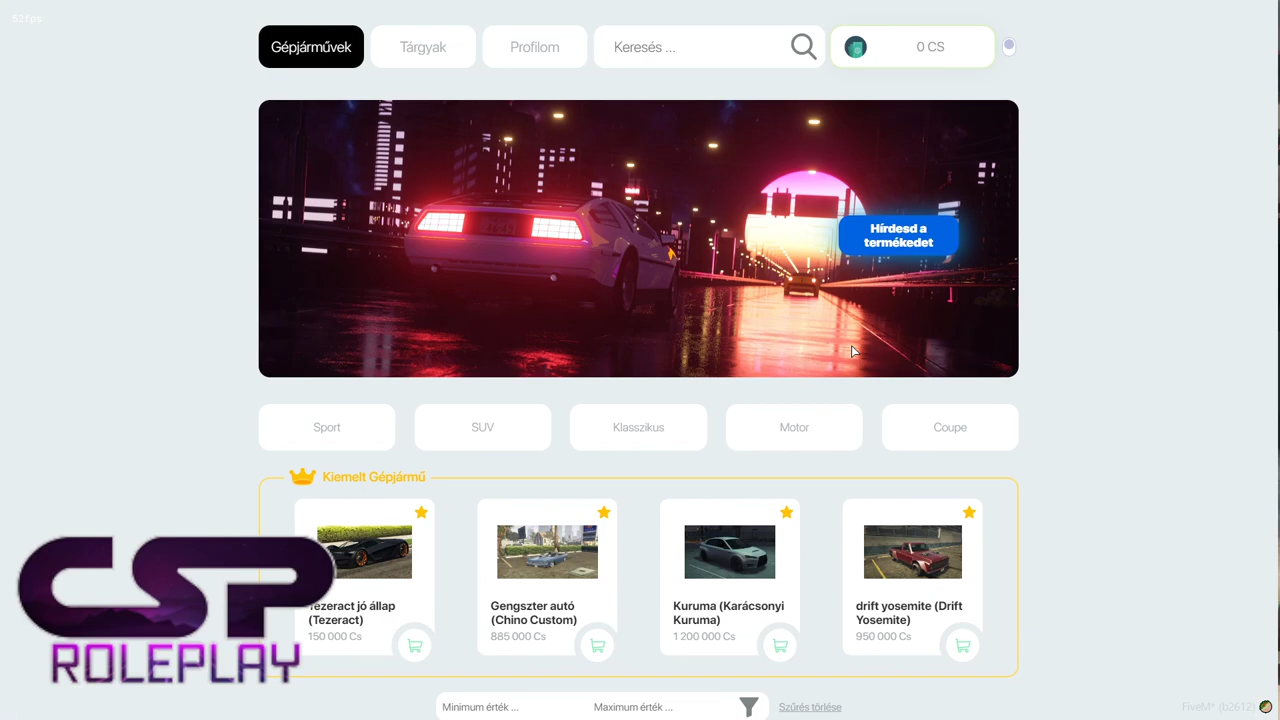 52fps
Gépjárművek
Tárgyak
Profilom
Keresés ...
0 CS
Hírdesd a
termékedet
Sport
SUV
Klasszikus
Motor
Coupe
Kiemelt Gépjármű
Tezeract jó állap
(Tezeract)
150 000 Cs
Gengszter autó
(Chino Custom)
885 000 Cs
Kuruma (Karácsonyi
Kuruma)
1 200 000 Cs
drift yosemite (Drift
Yosemite)
950 000 Cs
CSP
ROLEPLAY
Minimum érték ...
Maximum érték ...
Szűrés törlése
FiveM* (b2612)